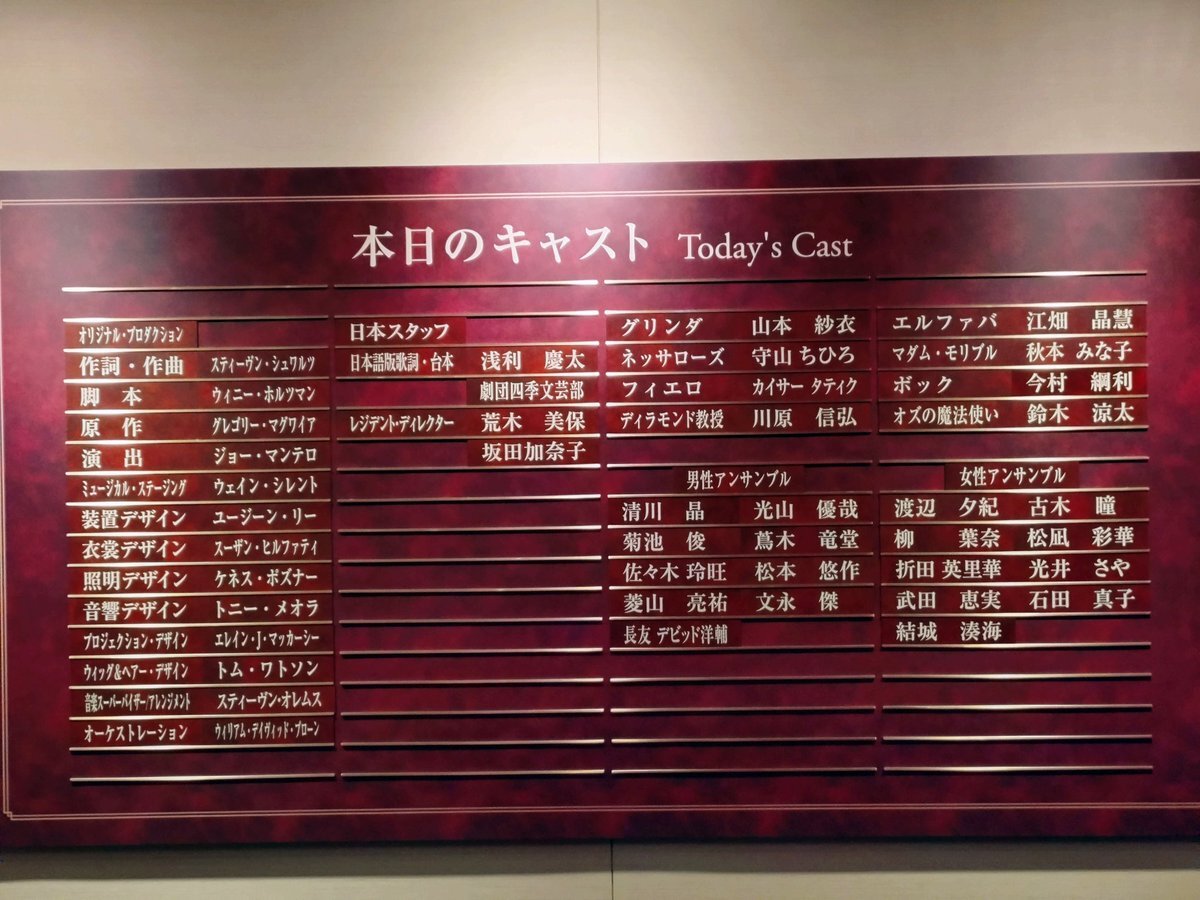 本日のキャスト Today's Cast
オリジナル・プロダクション
作詞・作曲 スティーヴン・シュワルツ
脚 本 ウィニー・ホルツマン
原 作 グレゴリー・マグワイア
演 出 ジョー・マンテロ
ミュージカル・ステージング ウェイン・シレント
装置デザイン ユージーン・リー
衣裳デザイン スーザン・ヒルファティ
照明デザイン ケネス・ポズナー
音響デザイン トニー・メオラ
プロジェクション・デザイン エレイン・J・マッカーシー
ウィッグ&ヘアー・デザイン トム・ワトソン
音楽スーパーバイザー/アレンジメント スティーヴン・オレムス
オーケストレーション ウィリアム・デイヴィッド・ブローン
日本スタッフ
日本語版歌詞・台本 浅利 慶太
劇団四季文芸部
レジデント・ディレクター 荒木 美保
坂田加奈子
グリンダ 山本 紗衣
ネッサローズ 守山 ちひろ
フィエロ カイサー タティク
ディラモンド教授 川原 信弘
男性アンサンブル
清川 晶 光山 優哉
菊池 俊 蔦木 竜堂
佐々木 玲旺 松本 悠作
菱山 亮祐 文永 傑
長友 デビッド洋輔
エルファバ 江畑 晶慧
マダム・モリブル 秋本 みな子
ボック 今村 綱利
オズの魔法使い 鈴木 涼太
女性アンサンブル
渡辺 夕紀 古木 瞳
柳 葉奈 松凪 彩華
折田 英里華 光井 さや
武田 恵実 石田 真子
結城 湊海